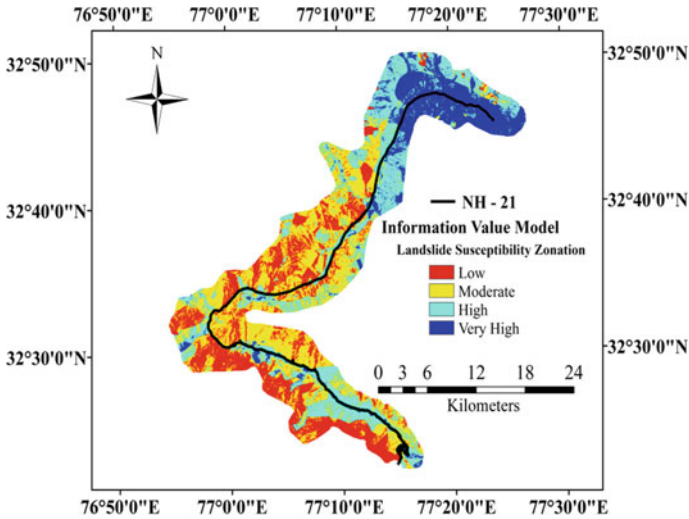 76°50'0"E 77°0'0"E 77°10'0"E 77°20'0"E 77°30'0"E
N
32°50'0"N 32°50'0"N
32°40'0"N 32°40'0"N
NH - 21
Information Value Model
Landslide Susceptibility Zonation
Low
Moderate
High
Very High
32°30'0"N 32°30'0"N
0 3 6 12 18 24
Kilometers
76°50'0"E 77°0'0"E 77°10'0"E 77°20'0"E 77°30'0"E